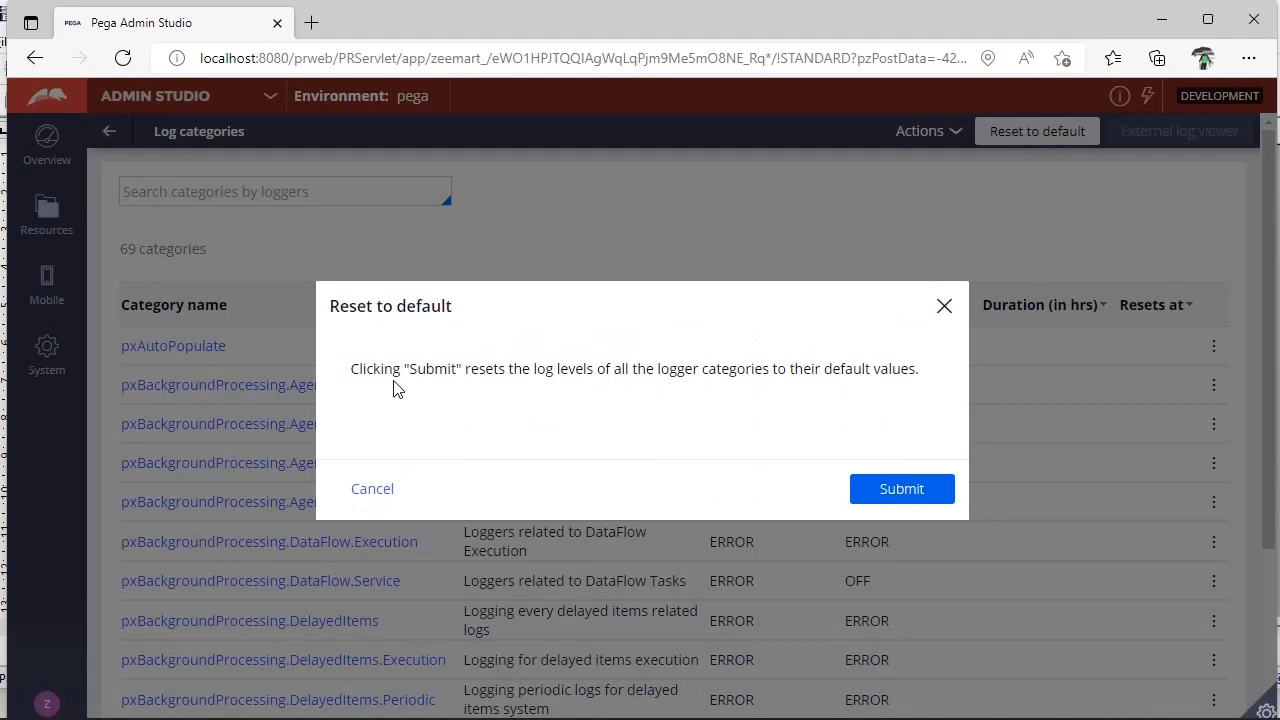 Pega Admin Studio
localhost:8080/prweb/PRServlet/app/zeemart_/eWO1HPJTQQIAgWqLqPjm9Me5mO8NE_Rq*/!STANDARD?pzPostData=-42...
ADMIN STUDIO
Environment: pega
DEVELOPMENT
Log categories
Actions
Reset to default
External log viewer
Overview
Resources
Mobile
System
Z
Search categories by loggers
69 categories
Category name
Duration (in hrs)
Resets at
pxAutoPopulate
pxBackgroundProcessing.Age
pxBackgroundProcessing.Age
pxBackgroundProcessing.Age
pxBackgroundProcessing.Age
Reset to default
Clicking "Submit" resets the log levels of all the logger categories to their default values.
Cancel
Submit
pxBackgroundProcessing.DataFlow.Execution
Loggers related to DataFlow
Execution
ERROR
ERROR
pxBackgroundProcessing.DataFlow.Service
Loggers related to DataFlow Tasks
ERROR
OFF
pxBackgroundProcessing.DelayedItems
Logging every delayed items related
logs
ERROR
ERROR
pxBackgroundProcessing.DelayedItems.Execution
Logging for delayed items execution
ERROR
ERROR
pxBackgroundProcessing.DelayedItems.Periodic
Logging periodic logs for delayed
items system
ERROR
ERROR